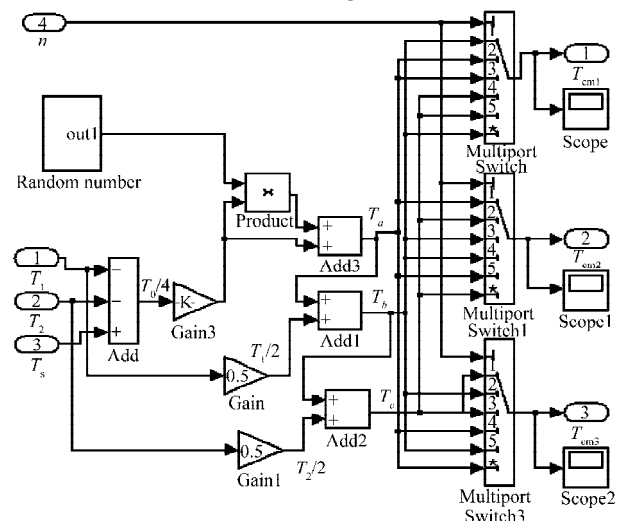 4
n
out1
Random number
1
T1
2
T2
3
Ts
−
−
+
Add
T0/4
-K-
Gain3
×
Product
+
+
Add3
Ta
+
+
Add1
Tb
0.5
T1/2
Gain
+
+
Add2
Tc
0.5
T2/2
Gain1
1
2
3
4
5
*
Multiport
Switch
1
Tcm1
Scope
1
2
3
4
5
*
Multiport
Switch1
2
Tcm2
Scope1
1
2
3
4
5
*
Multiport
Switch3
3
Tcm3
Scope2